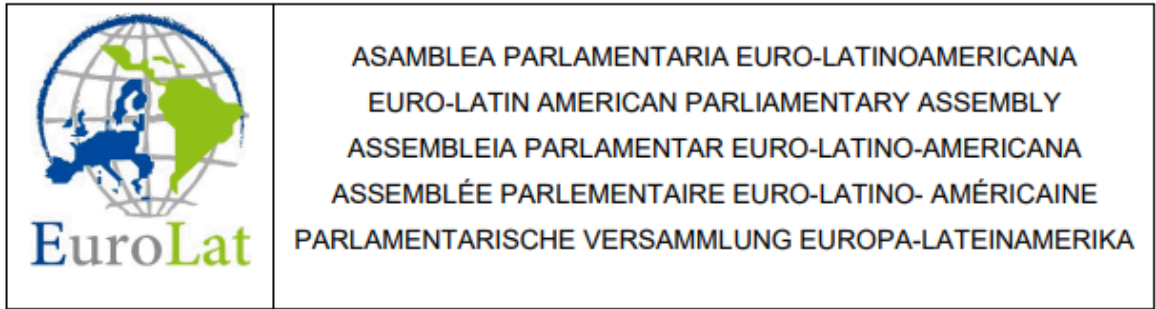 EuroLat
ASAMBLEA PARLAMENTARIA EURO-LATINOAMERICANA
EURO-LATIN AMERICAN PARLIAMENTARY ASSEMBLY
ASSEMBLEIA PARLAMENTAR EURO-LATINO-AMERICANA
ASSEMBLÉE PARLEMENTAIRE EURO-LATINO- AMÉRICAINE
PARLAMENTARISCHE VERSAMMLUNG EUROPA-LATEINAMERIKA